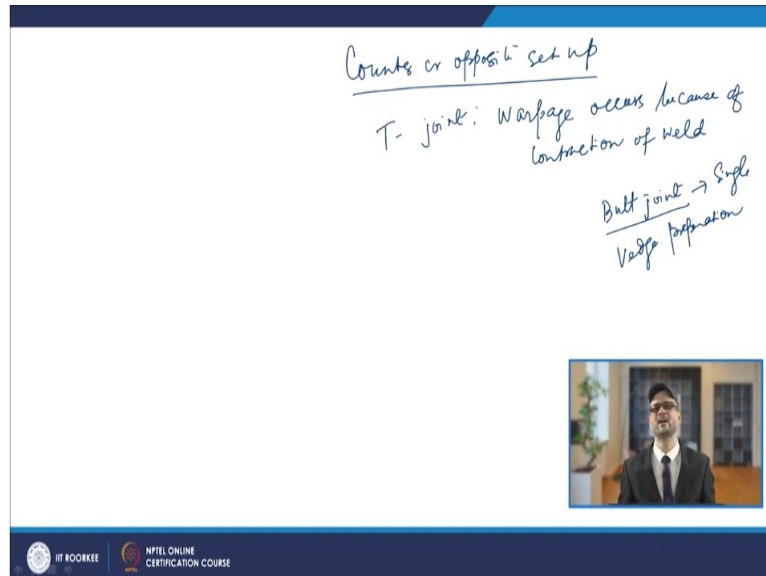 Counter or opposite set up
T- joint: Warpage occurs because of
contraction of weld
Butt joint → Single
Vedge preparation
IIT ROORKEE
NPTEL ONLINE
CERTIFICATION COURSE